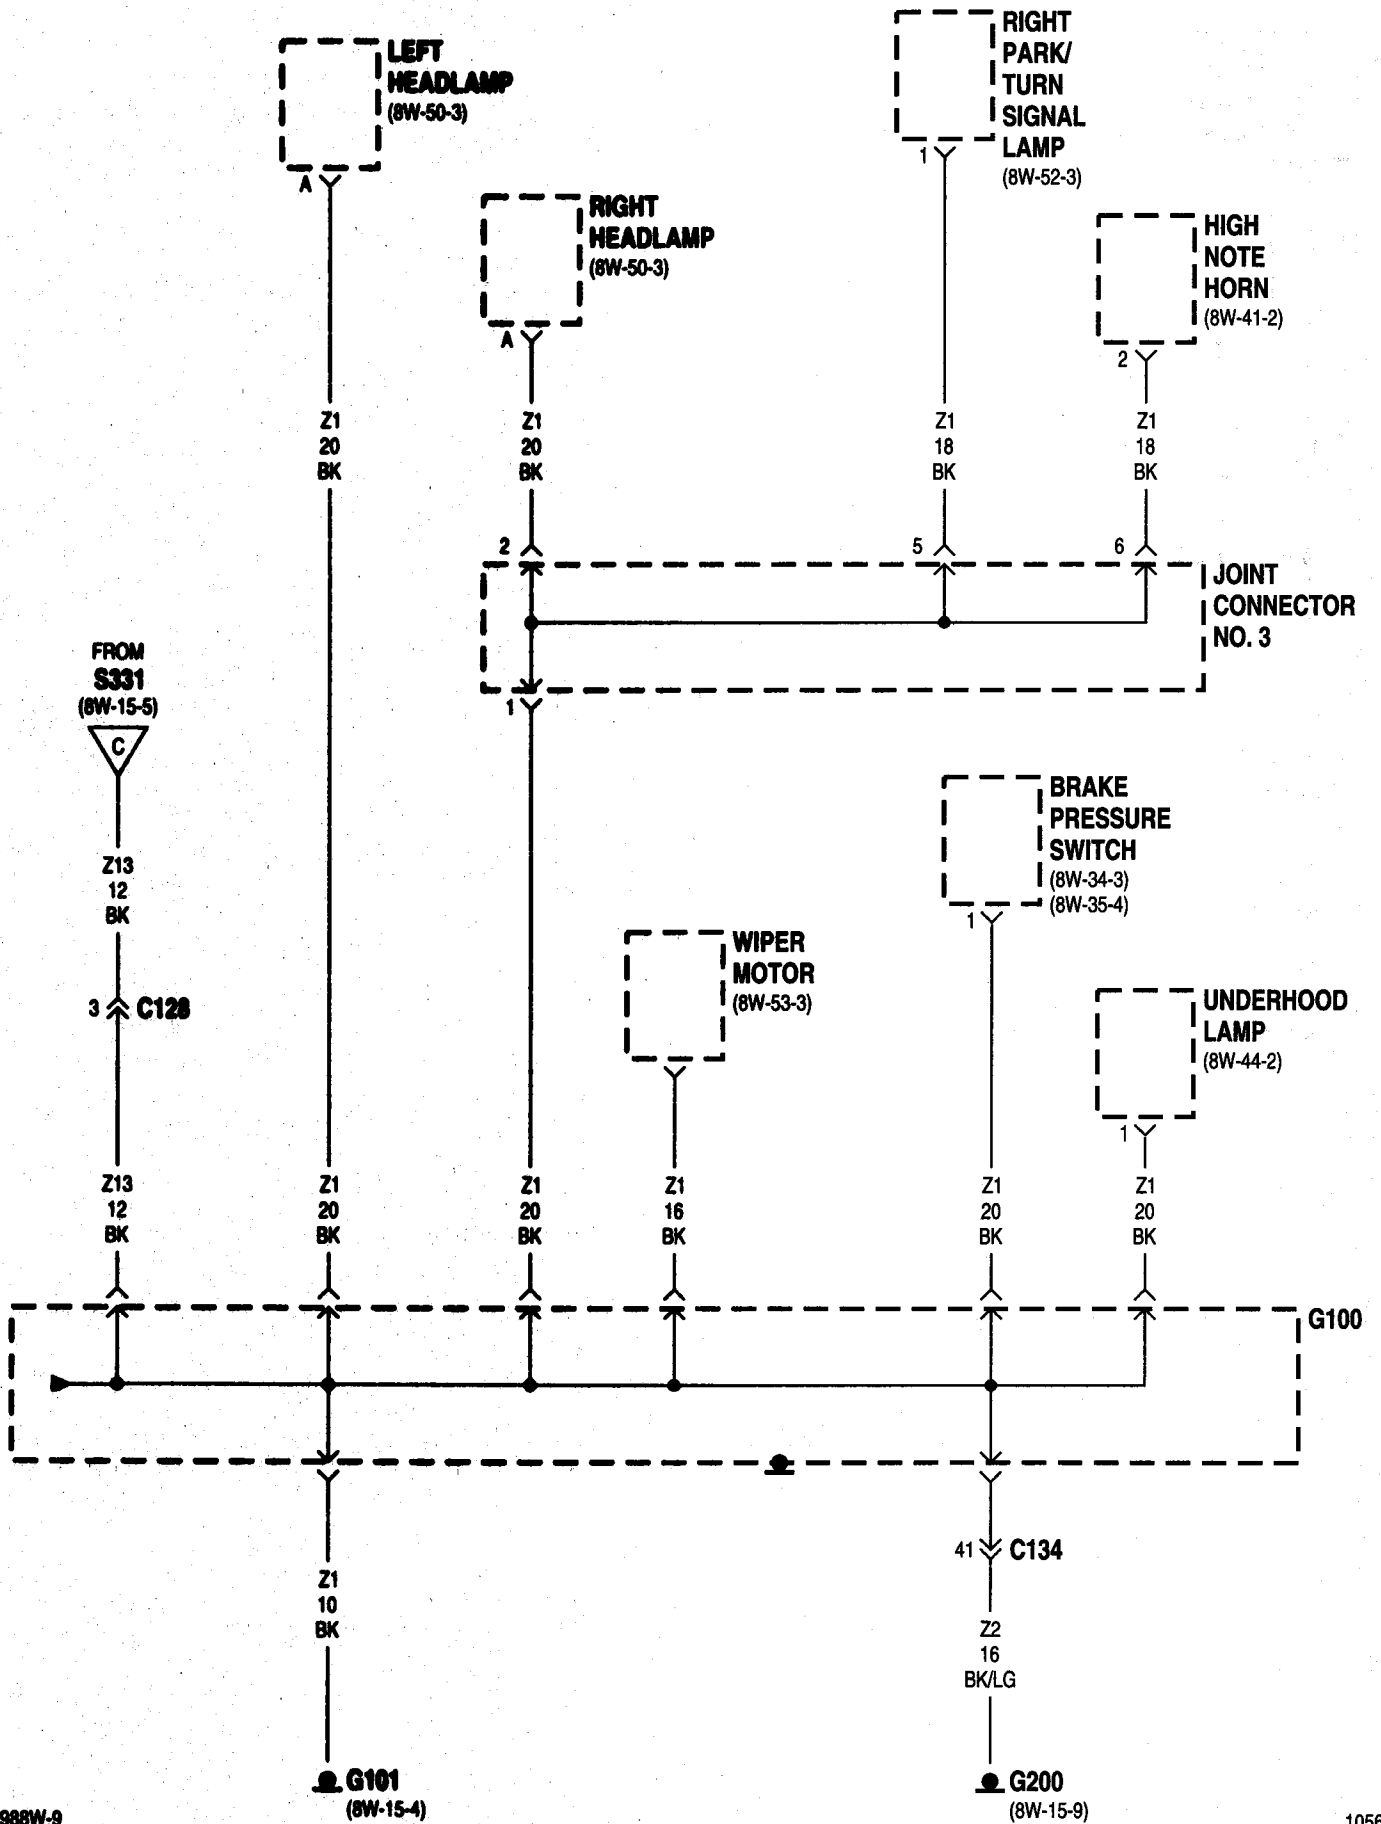 LEFT
HEADLAMP
(8W-50-3)
A
RIGHT
HEADLAMP
(8W-50-3)
A
RIGHT
PARK/
TURN
SIGNAL
LAMP
(8W-52-3)
1
HIGH
NOTE
HORN
(8W-41-2)
2
Z1
20
BK
Z1
20
BK
Z1
18
BK
Z1
18
BK
2
5
6
JOINT
CONNECTOR
NO. 3
1
FROM
S331
(8W-15-5)
C
Z13
12
BK
3
C128
BRAKE
PRESSURE
SWITCH
(8W-34-3)
(8W-35-4)
1
WIPER
MOTOR
(8W-53-3)
UNDERHOOD
LAMP
(8W-44-2)
1
Z13
12
BK
Z1
20
BK
Z1
20
BK
Z1
16
BK
Z1
20
BK
Z1
20
BK
G100
41
C134
Z1
10
BK
Z2
16
BK/LG
G101
(8W-15-4)
G200
(8W-15-9)
988W-9
1056